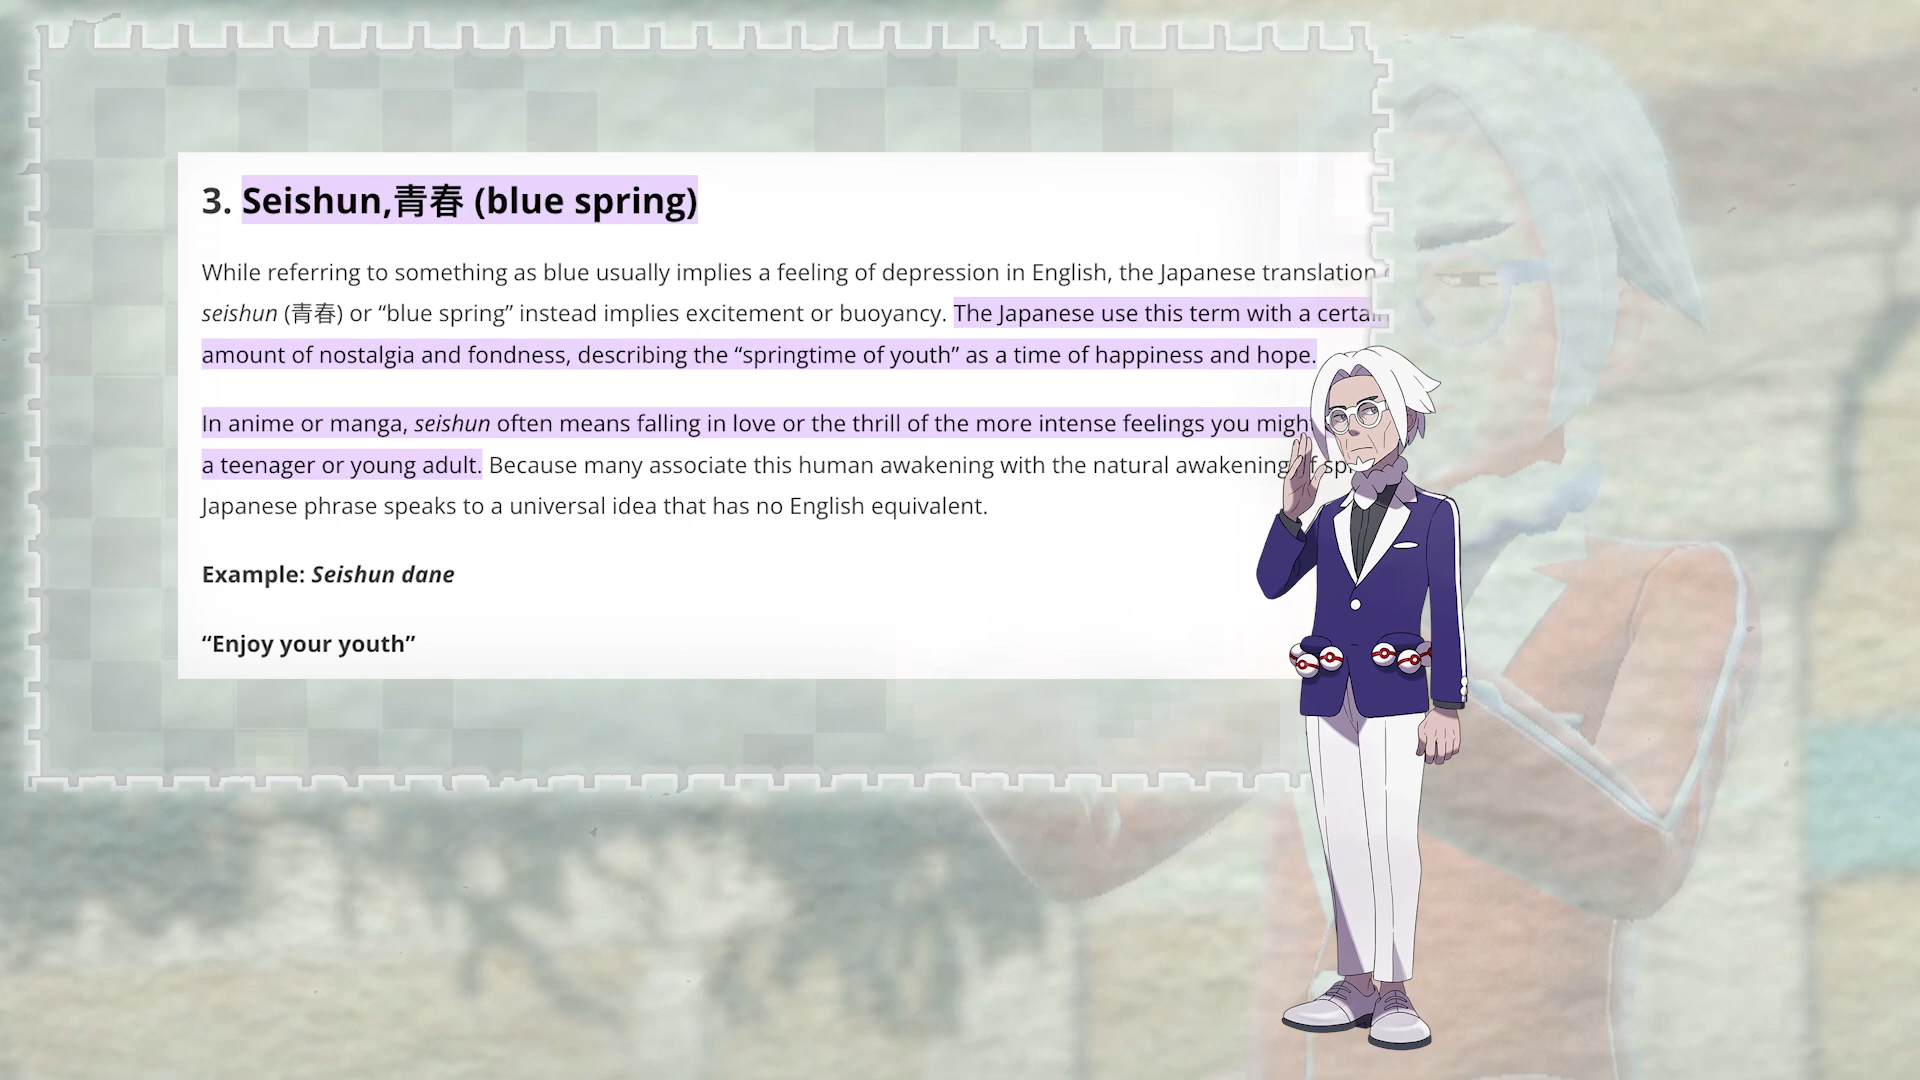 3. Seishun,青春 (blue spring)
While referring to something as blue usually implies a feeling of depression in English, the Japanese translation
seishun (青春) or “blue spring” instead implies excitement or buoyancy. The Japanese use this term with a
amount of nostalgia and fondness, describing the “springtime of youth” as a time of happiness and hope.
In anime or manga, seishun often means falling in love or the thrill of the more intense feelings you
a teenager or young adult. Because many associate this human awakening with the natural awakening
Japanese phrase speaks to a universal idea that has no English equivalent.
Example: Seishun dane
“Enjoy your youth”